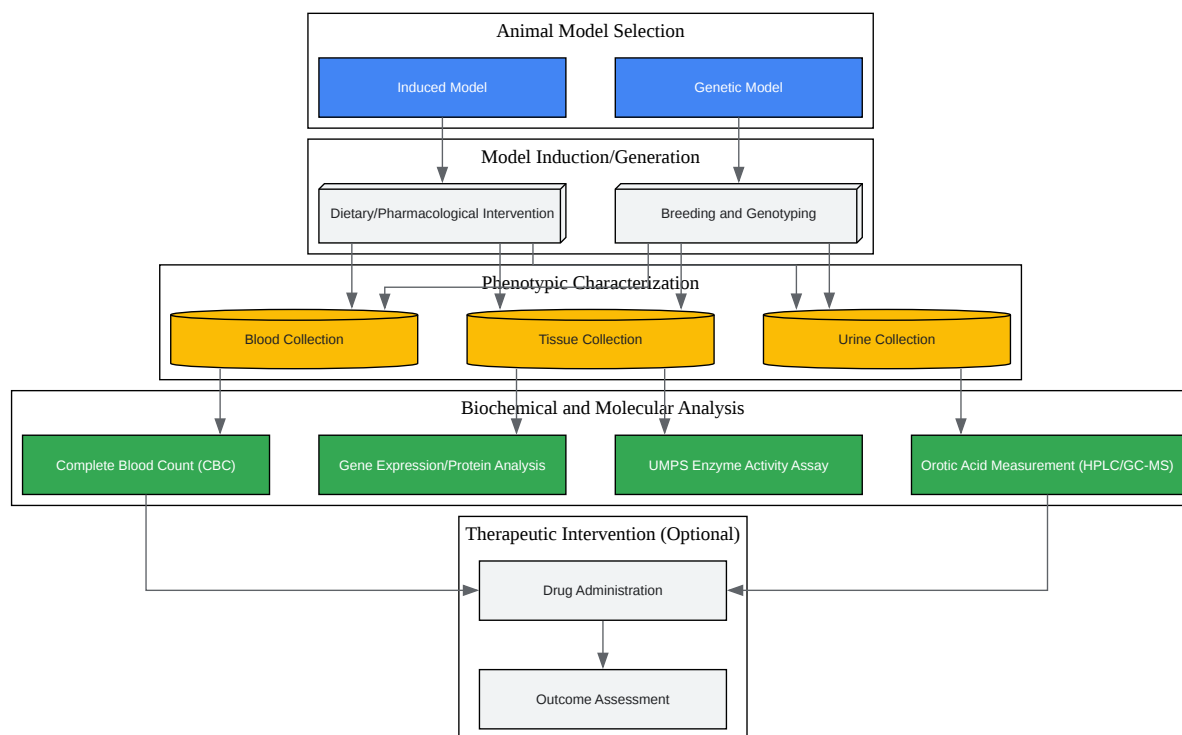 Animal Model Selection
Induced Model
Genetic Model
Model Induction/Generation
Dietary/Pharmacological Intervention
Breeding and Genotyping
Phenotypic Characterization
Blood Collection
Tissue Collection
Urine Collection
Biochemical and Molecular Analysis
Complete Blood Count (CBC)
Gene Expression/Protein Analysis
UMPS Enzyme Activity Assay
Orotic Acid Measurement (HPLC/GC-MS)
Therapeutic Intervention (Optional)
Drug Administration
Outcome Assessment